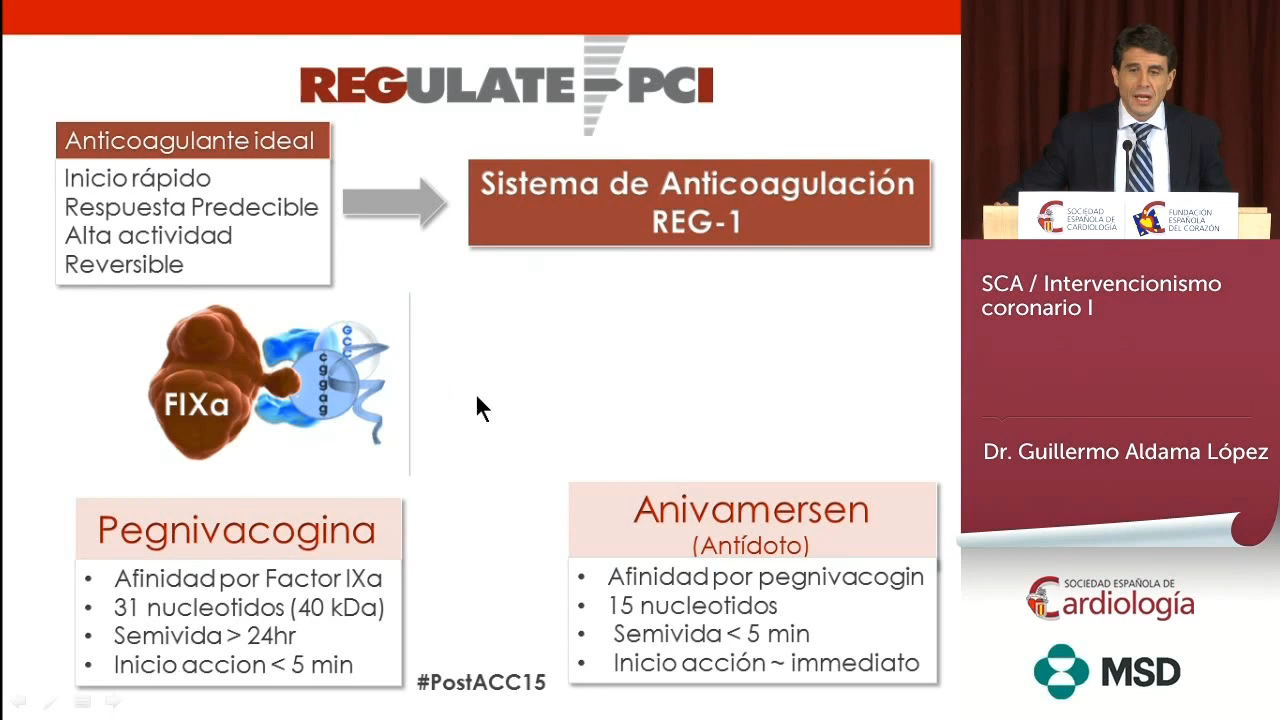 REGULATE PCI
Anticoagulante ideal
Inicio rápido
Respuesta Predecible
Alta actividad
Reversible
Sistema de Anticoagulación
REG-1
FIXa
c
g
g
a
g
G
C
C
Pegnivacogina
• Afinidad por Factor IXa
• 31 nucleotidos (40 kDa)
• Semivida > 24hr
• Inicio accion < 5 min
Anivamersen
(Antídoto)
• Afinidad por pegnivacogin
• 15 nucleotidos
• Semivida < 5 min
• Inicio acción ~ immediato
#PostACC15
SOCIEDAD
ESPAÑOLA DE
CARDIOLOGÍA
FUNDACIÓN
ESPAÑOLA
DEL CORAZÓN
SCA / Intervencionismo
coronario I
Dr. Guillermo Aldama López
SOCIEDAD ESPAÑOLA DE
Cardiología
MSD